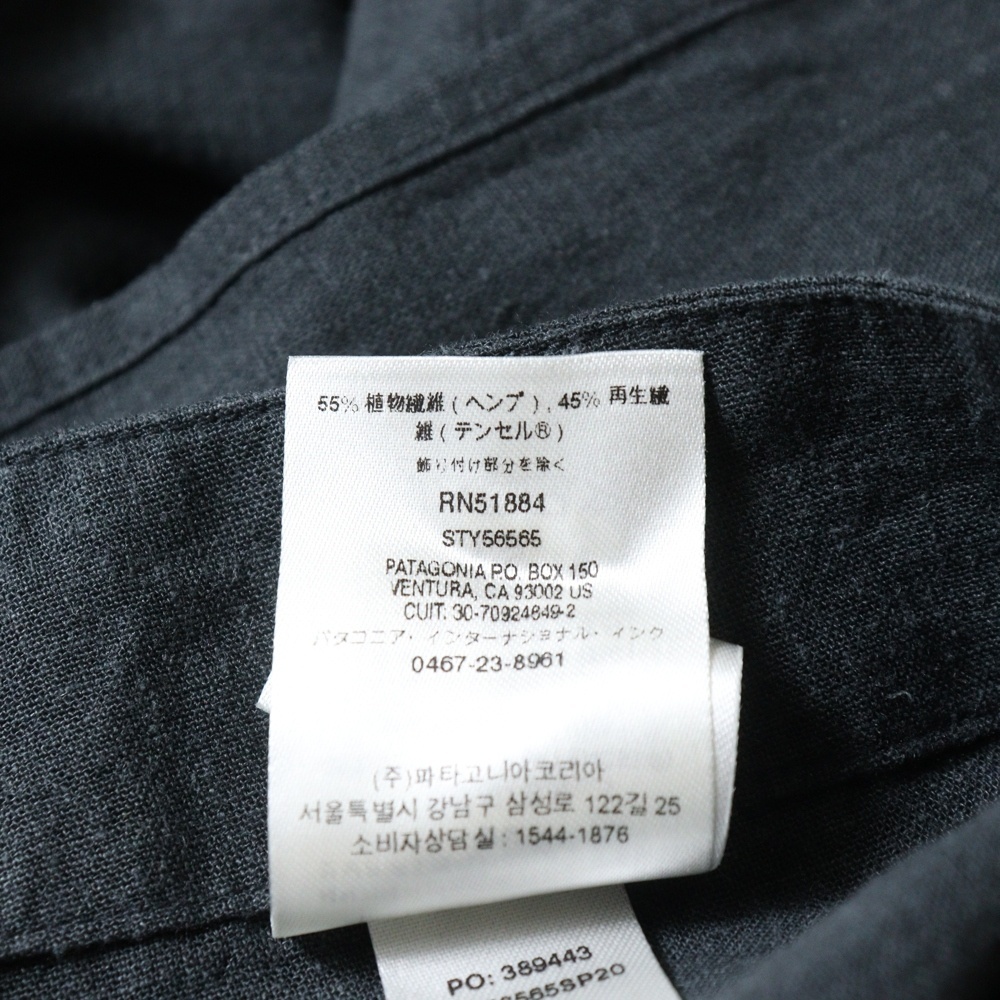 55% 植物繊維 ( ヘンプ ) , 45% 再生繊
維 ( テンセル® )
飾り付け部分を除く
RN51884
STY56565
PATAGONIA P.O. BOX 150
VENTURA, CA 93002 US
CUIT: 30-70924649-2
パタゴニア・インターナショナル・インク
0467-23-8961
(주)파타고니아코리아
서울특별시 강남구 삼성로 122길 25
소비자상담실 : 1544-1876
PO: 389443